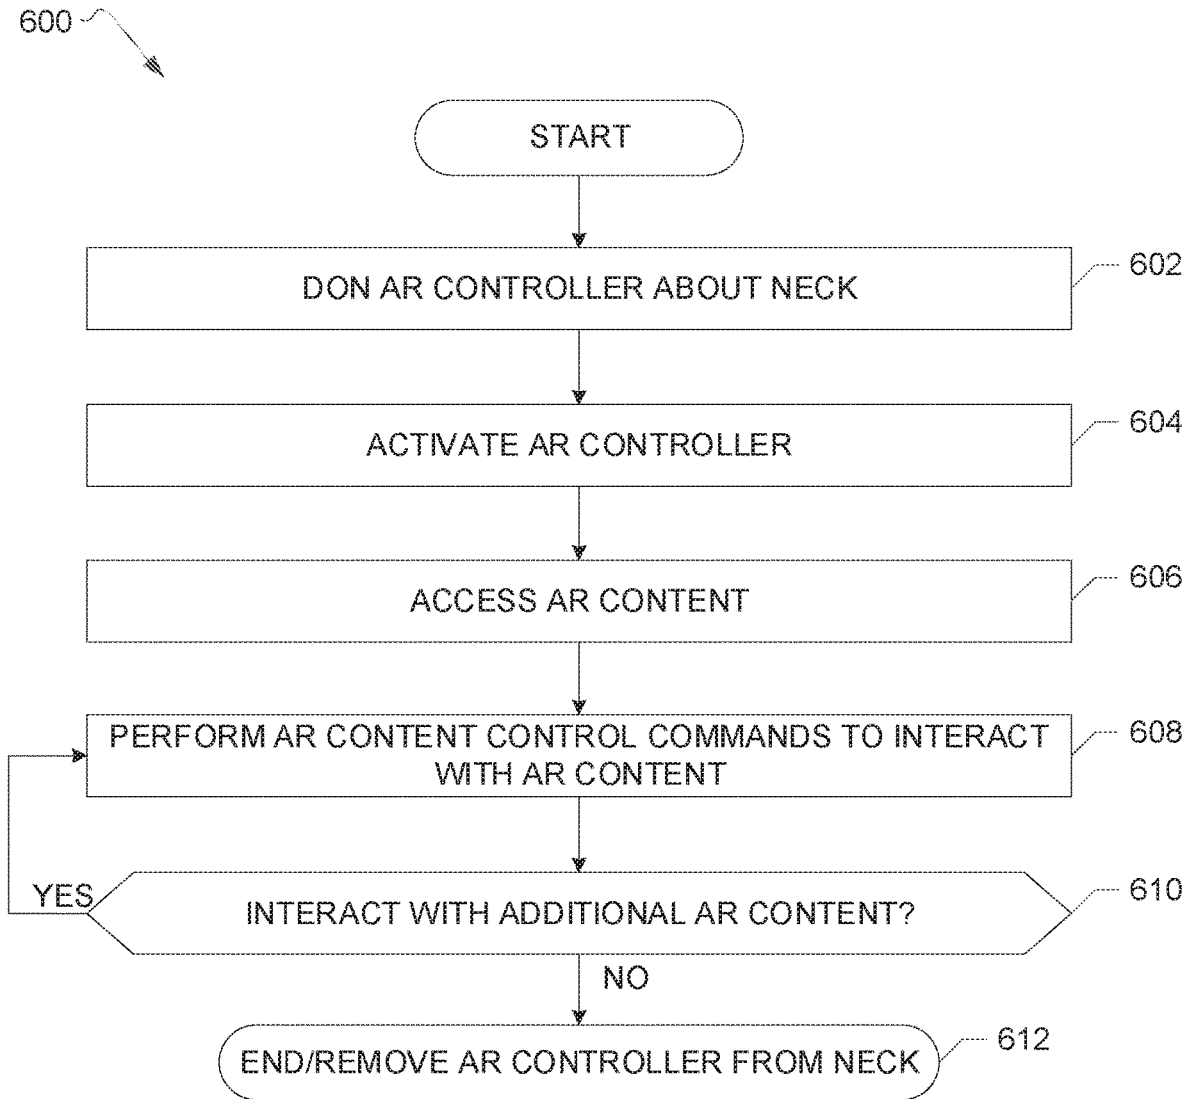 600
START
DON AR CONTROLLER ABOUT NECK
602
ACTIVATE AR CONTROLLER
604
ACCESS AR CONTENT
606
PERFORM AR CONTENT CONTROL COMMANDS TO INTERACT
WITH AR CONTENT
608
YES
INTERACT WITH ADDITIONAL AR CONTENT?
610
NO
END/REMOVE AR CONTROLLER FROM NECK
612